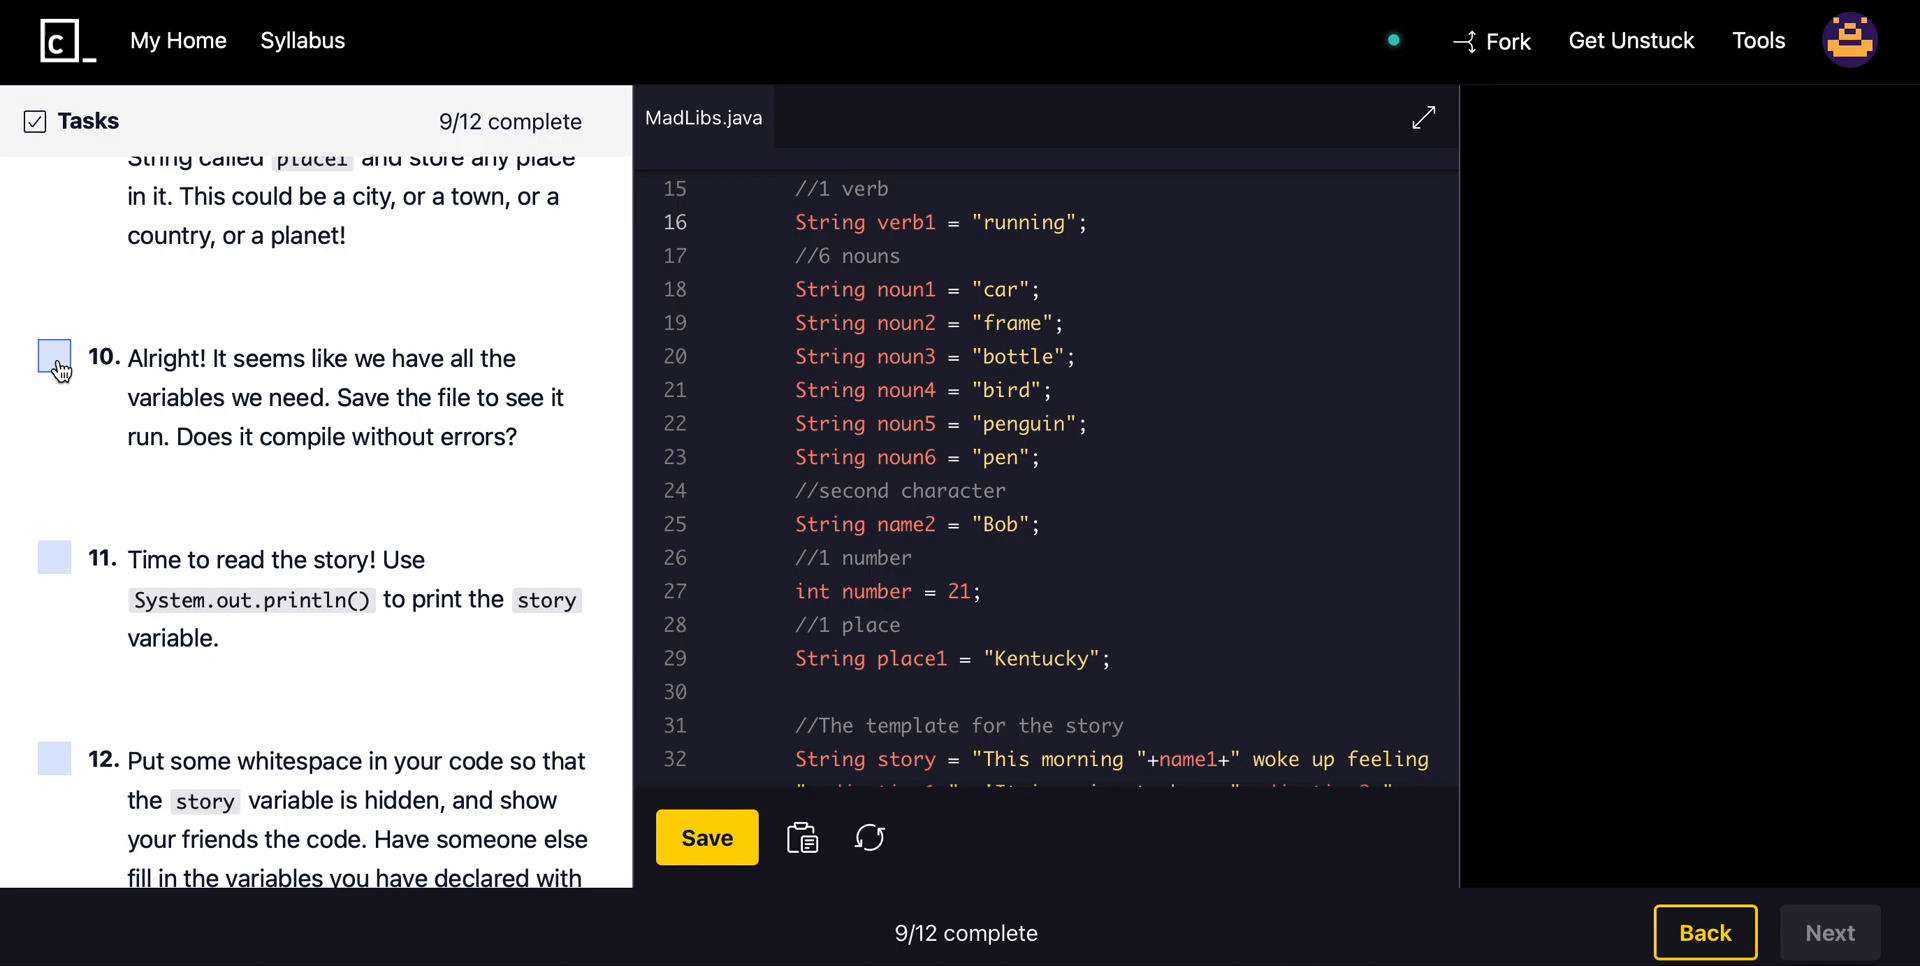 C_
My Home
Syllabus
Fork
Get Unstuck
Tools
Tasks
9/12 complete
String called place1 and store any place
in it. This could be a city, or a town, or a
country, or a planet!
10. Alright! It seems like we have all the
variables we need. Save the file to see it
run. Does it compile without errors?
11. Time to read the story! Use
System.out.println() to print the story
variable.
12. Put some whitespace in your code so that
the story variable is hidden, and show
your friends the code. Have someone else
fill in the variables you have declared with
MadLibs.java
15 //1 verb
16 String verb1 = "running";
17 //6 nouns
18 String noun1 = "car";
19 String noun2 = "frame";
20 String noun3 = "bottle";
21 String noun4 = "bird";
22 String noun5 = "penguin";
23 String noun6 = "pen";
24 //second character
25 String name2 = "Bob";
26 //1 number
27 int number = 21;
28 //1 place
29 String place1 = "Kentucky";
30
31 //The template for the story
32 String story = "This morning "+name1+" woke up feeling
Save
9/12 complete
Back
Next